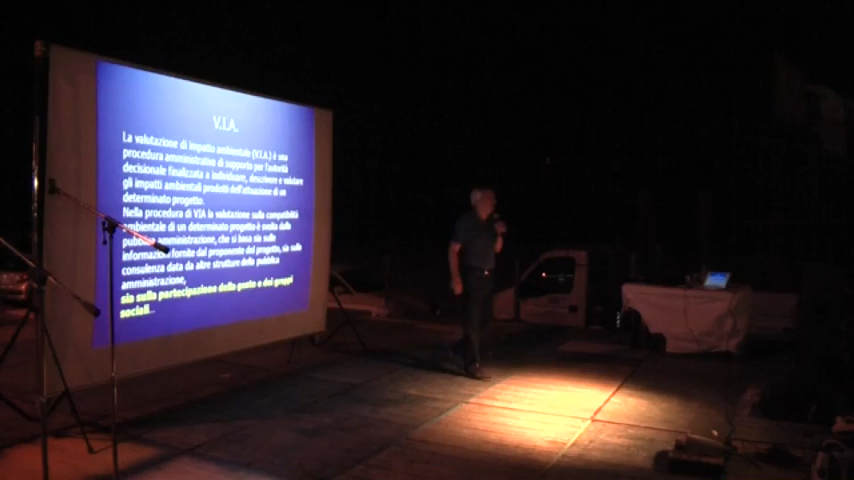 V.I.A.
La valutazione di impatto ambientale (V.I.A.) è una
procedura amministrativa di supporto per l'autorità
decisionale finalizzata a individuare, descrivere e valutare
gli impatti ambientali prodotti dell'attuazione di un
determinato progetto.
Nella procedura di VIA la valutazione sulla compatibilità
ambientale di un determinato progetto è svolta dalla
pubblica amministrazione, che si basa sia sulle
informazioni fornite dal proponente del progetto, sia sulla
consulenza data da altre strutture della pubblica
amministrazione,
sia sulla partecipazione della gente e dei gruppi
sociali...